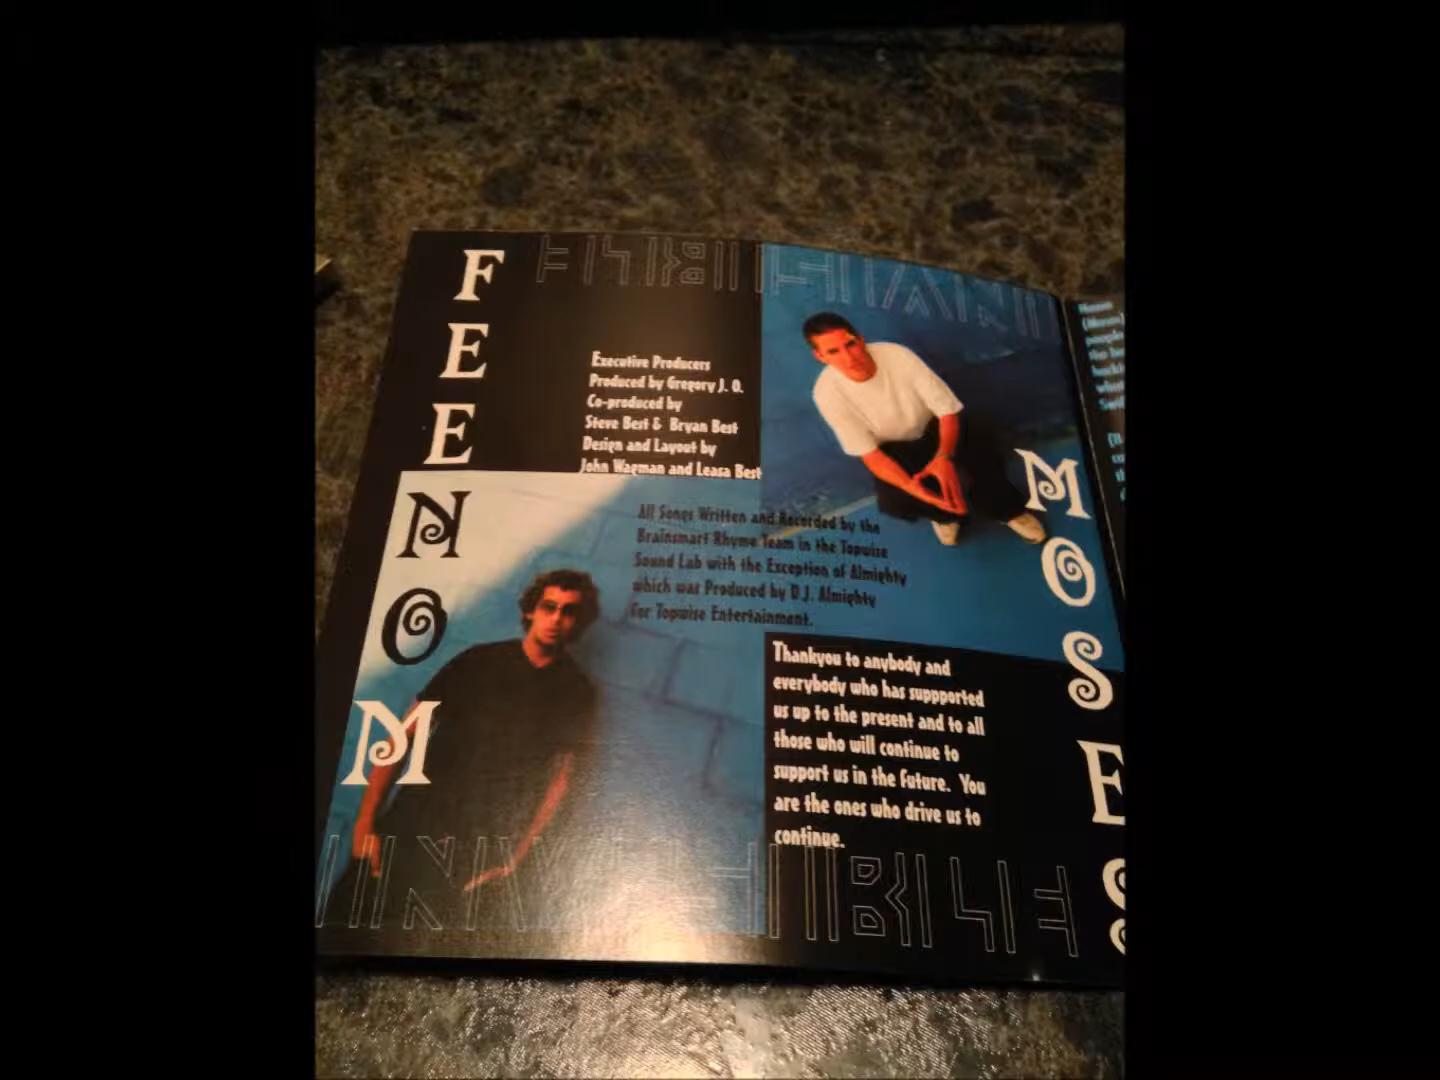 FEENOM
Executive Producers
Produced by Gregory J. O.
Co-produced by
Steve Best & Bryan Best
Design and Layout by
John Wagman and Leasa Best
All Songs Written and Recorded by the
Brainsmart Rhyme Team in the Topwise
Sound Lab with the Exception of Almighty
which was Produced by D.J. Almighty
For Topwise Entertainment.
MOSES
Thankyou to anybody and
everybody who has suppported
us up to the present and to all
those who will continue to
support us in the future. You
are the ones who drive us to
continue.